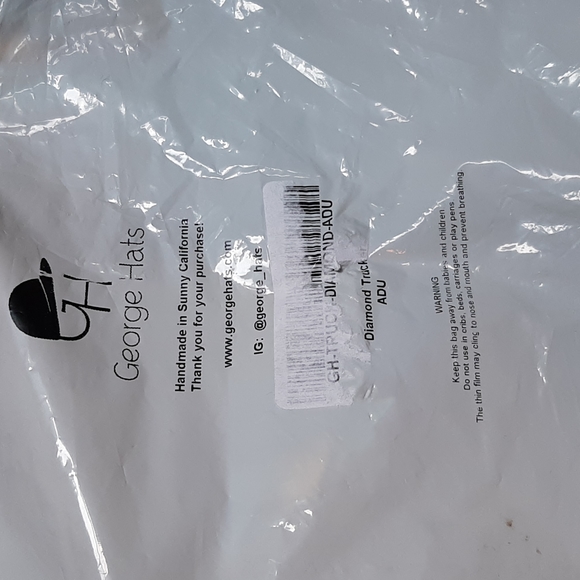 GH
George Hats
Handmade in Sunny California
Thank you for your purchase!
www.georgehats.com
IG: @george_hats
GH-TRUC -DIAMOND-ADU
Diamond Truck
ADU
WARNING
Keep this bag away from babies and children.
Do not use in cribs, beds, carriages or play pens.
The thin film may cling to nose and mouth and prevent breathing.